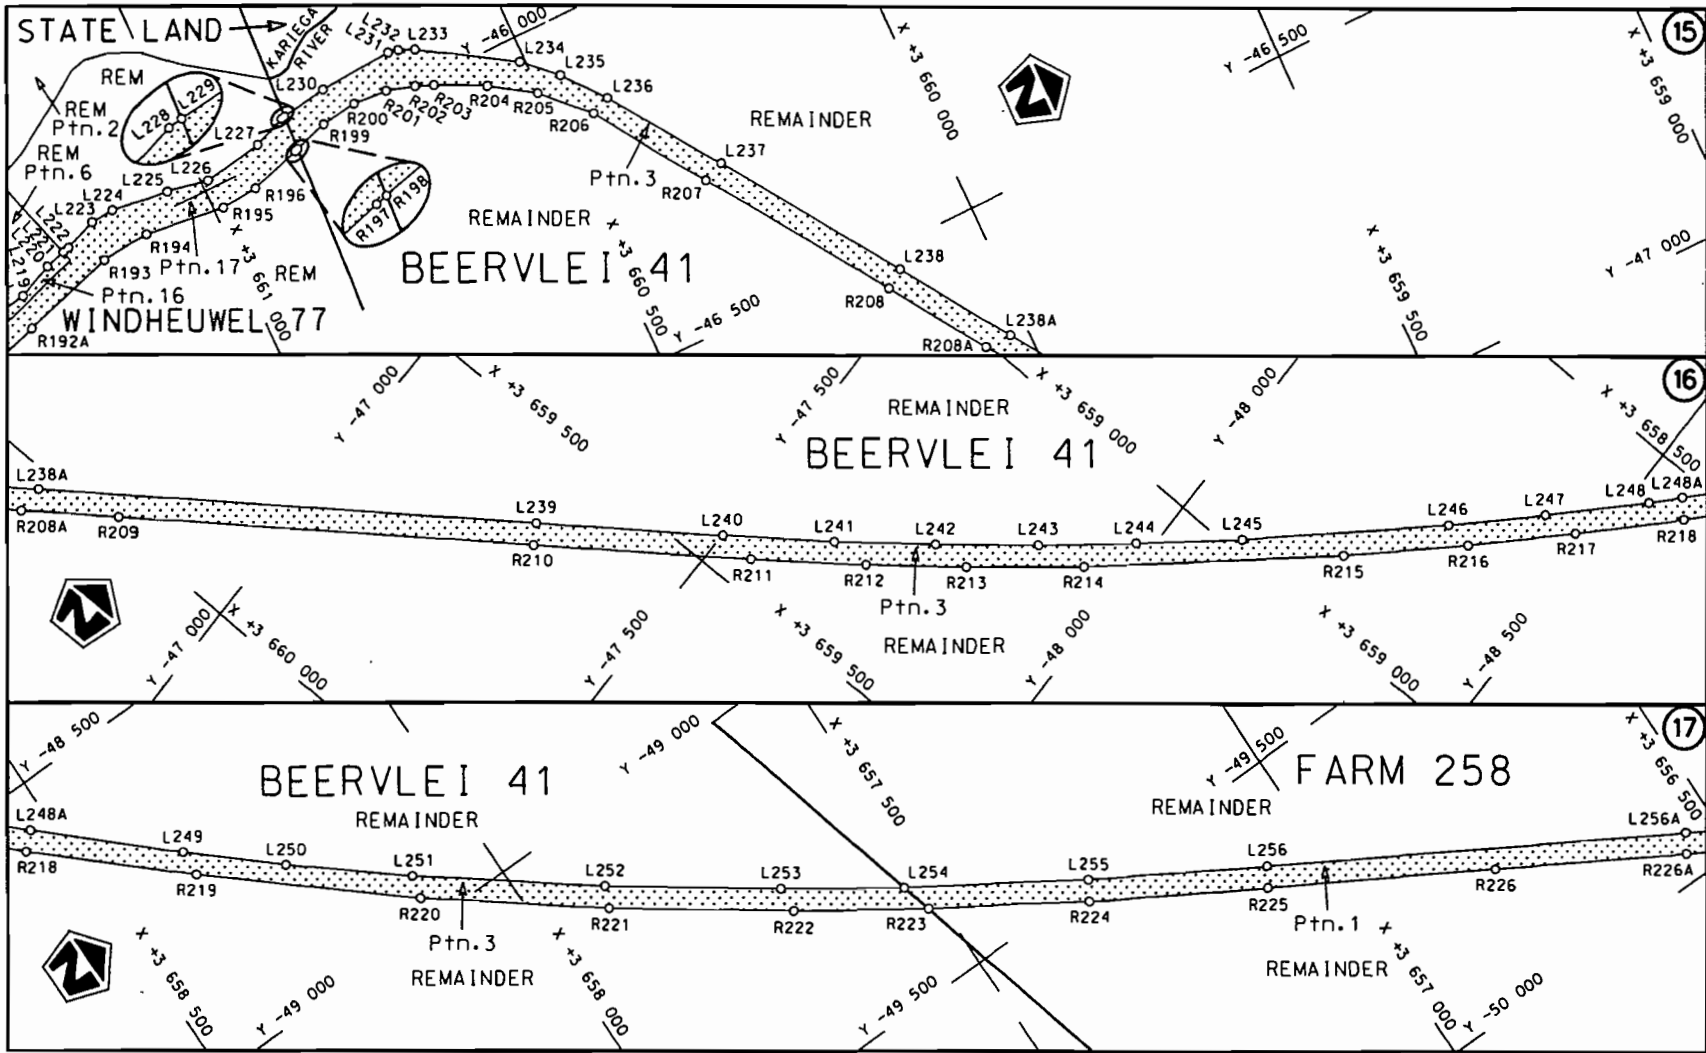 STATE LAND
KARIEGA
RIVER
15
REM
REM
Ptn.2
REM
Ptn.6
L219
L220
L221
L222
L223
L224
L225
L226
L227
L228
L229
L230
L231
L232
L233
L234
L235
L236
L237
L238
L238A
R192A
R193
R194
R195
R196
R197
R198
R199
R200
R201
R202
R203
R204
R205
R206
R207
R208
R208A
Ptn.16
Ptn.17
Ptn.3
REM
REMAINDER
REMAINDER
WINDHEUWEL 77
BEERVLEI 41
Y -46 000
Y -46 500
Y -46 500
Y -47 000
X +3 661 000
X +3 660 500
X +3 660 000
X +3 659 500
X +3 659 000
N
16
Y -47 000
X +3 659 500
Y -47 500
X +3 659 000
Y -48 000
X +3 658 500
REMAINDER
BEERVLEI 41
L238A
L239
L240
L241
L242
L243
L244
L245
L246
L247
L248
L248A
R208A
R209
R210
R211
R212
R213
R214
R215
R216
R217
R218
Ptn.3
REMAINDER
N
Y -47 000
X +3 660 000
Y -47 500
X +3 659 500
Y -48 000
X +3 659 000
Y -48 500
17
Y -48 500
Y -49 000
X +3 657 500
Y -49 500
X +3 656 500
BEERVLEI 41
REMAINDER
FARM 258
REMAINDER
L248A
L249
L250
L251
L252
L253
L254
L255
L256
L256A
R218
R219
R220
R221
R222
R223
R224
R225
R226
R226A
Ptn.3
REMAINDER
Ptn.1
REMAINDER
N
X +3 658 500
Y -49 000
X +3 658 000
Y -49 500
X +3 657 000
Y -50 000